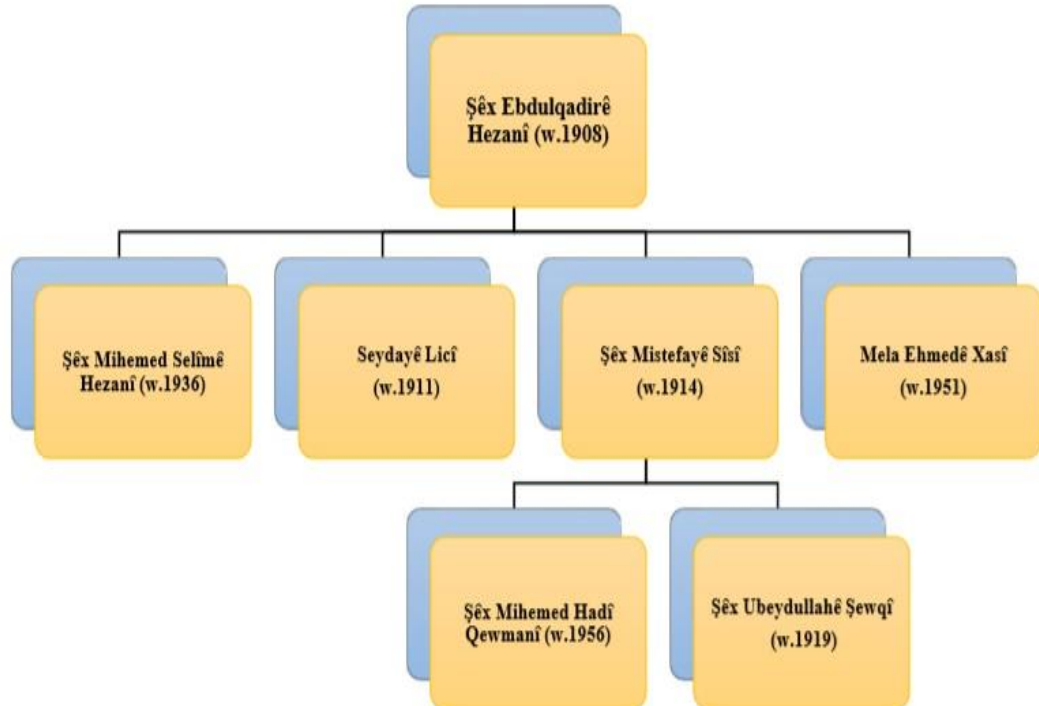 Şêx Ebdulqadirê
Hezanî (w.1908)
Şêx Mihemed Selîmê
Hezanî (w.1936)
Seydayê Licî
(w.1911)
Şêx Mistefayê Sîsî
(w.1914)
Mela Ehmedê Xasî
(w.1951)
Şêx Mihemed Hadî
Qewmanî (w.1956)
Şêx Ubeydullahê Şewqî
(w.1919)